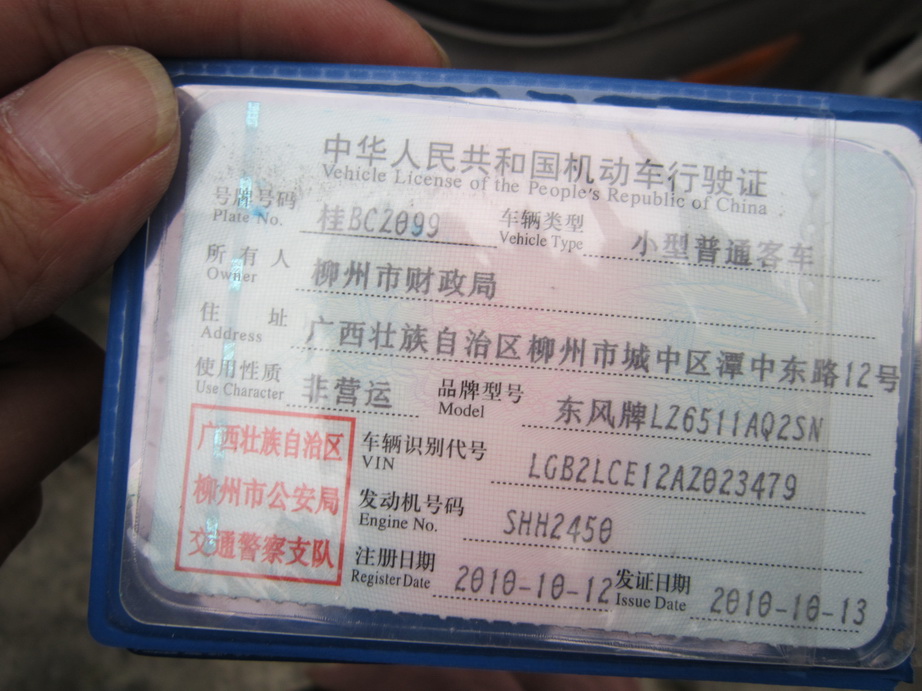 中华人民共和国机动车行驶证
Vehicle License of the People's Republic of China
号牌号码 桂BC2099 车辆类型 小型普通客车
Plate No. Vehicle Type
所有人 柳州市财政局
Owner
住址 广西壮族自治区柳州市城中区潭中东路12号
Address
使用性质 非营运 品牌型号 东风牌LZ6511AQ2SN
Use Character Model
广西壮族自治区
柳州市公安局
交通警察支队
车辆识别代号 LGB2LCE12AZ023479
VIN
发动机号码 SHH2450
Engine No.
注册日期 2010-10-12 发证日期 2010-10-13
Register Date Issue Date